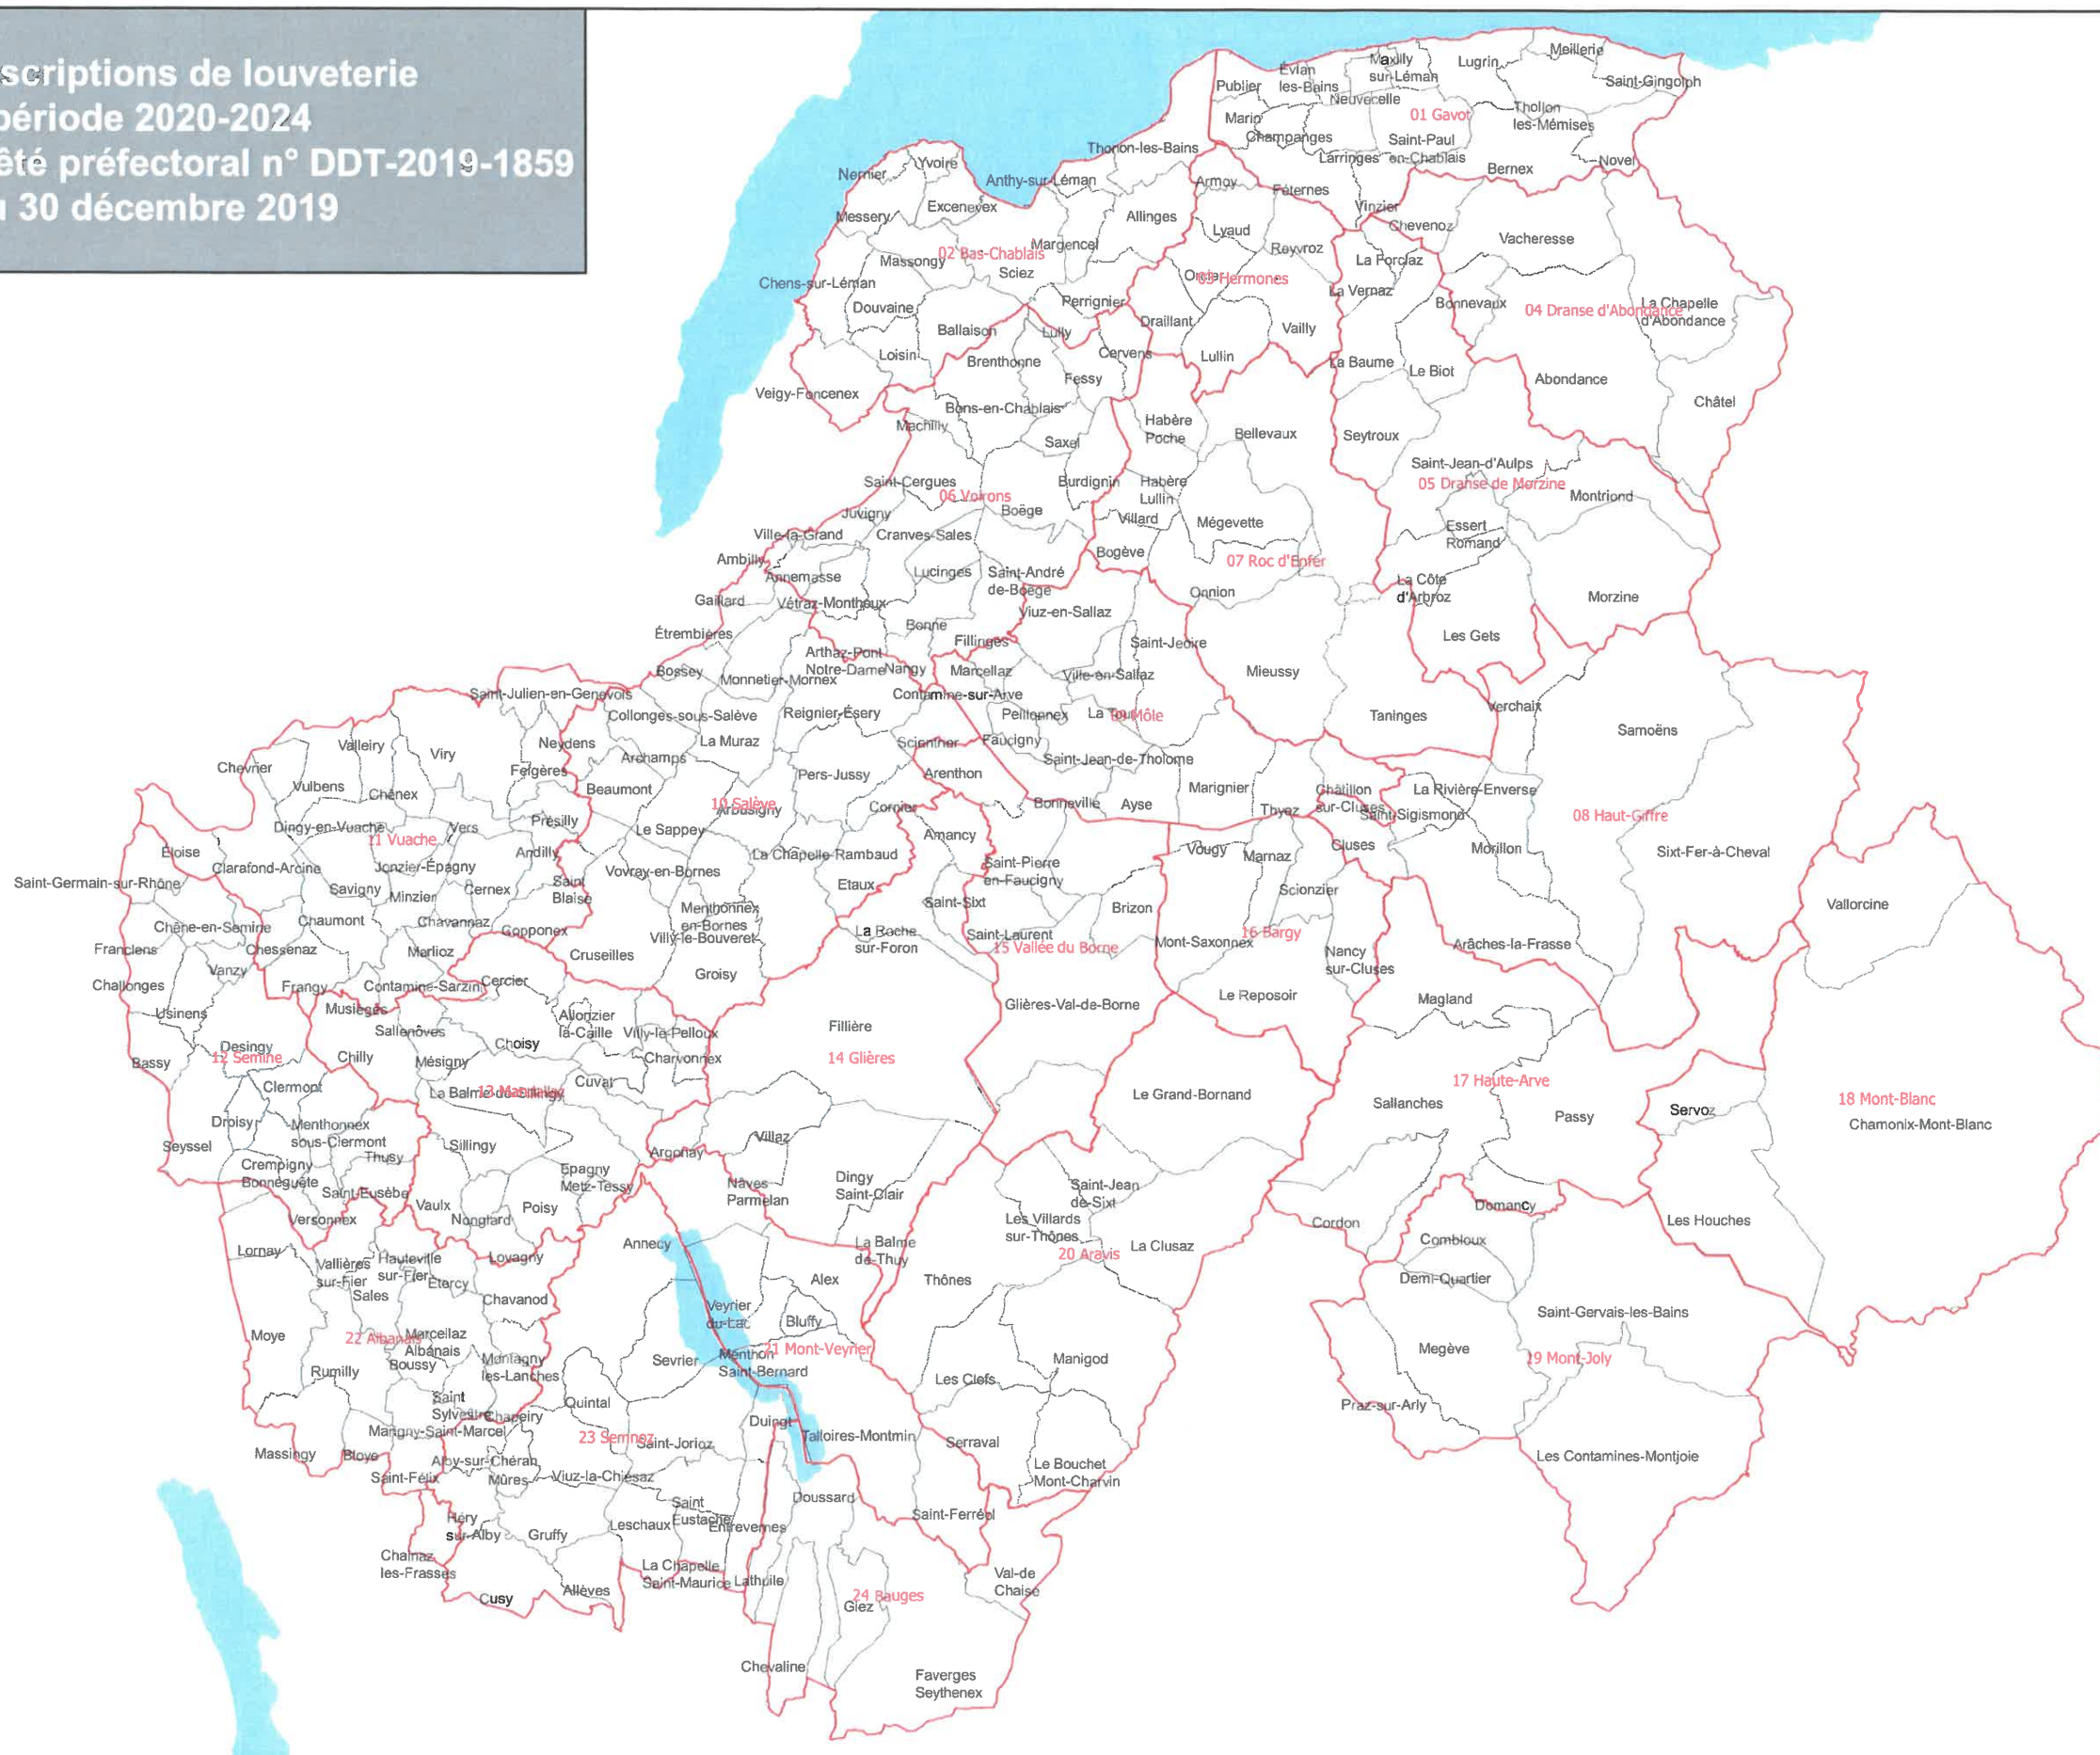 scriptions de louveterie
période 2020-2024
êté préfectoral n° DDT-2019-1859
30 décembre 2019
Meillerie
Maxilly
sur-Léman
Lugrin
Évian
les-Bains
Publier
Saint-Gingolph
Neuvecelle
01 Gavot
Thollon
les-Mémises
Marin
Champanges
Saint-Paul
en-Chablais
Larringes
Thonon-les-Bains
Bernex
Novel
Yvoire
Nernier
Anthy-sur-Léman
Armoy
Féternes
Vinzier
Excenevex
Messery
Allinges
Chevenoz
Lyaud
Vacheresse
Margencel
02 Bas-Chablais
Reyvroz
Massongy
Sciez
La Forclaz
03 Hermones
Chens-sur-Léman
La Vernaz
Douvaine
Perrignier
Bonnevaux
04 Dranse d'Abondance
La Chapelle
d'Abondance
Draillant
Vailly
Ballaison
Lully
Loisin
Brenthonne
Cervens
Lullin
La Baume
Le Biot
Fessy
Abondance
Veigy-Foncenex
Châtel
Bons-en-Chablais
Machilly
Habère
Poche
Bellevaux
Seytroux
Saxel
Saint-Jean-d'Aulps
05 Dranse de Morzine
Saint-Cergues
06 Voirons
Burdignin
Habère
Lullin
Montriond
Juvigny
Boëge
Villard
Mégevette
Essert
Romand
Ville-la-Grand
Cranves-Sales
Ambilly
Bogève
07 Roc d'Enfer
Annemasse
Lucinges
Saint-André
de-Boëge
La Côte
d'Arbroz
Onnion
Morzine
Gaillard
Vétraz-Monthoux
Viuz-en-Sallaz
Étrembières
Bonne
Fillinges
Saint-Jeoire
Les Gets
Arthaz-Pont
Notre-Dame
Nangy
Marcellaz
Mieussy
Bossey
Monnetier-Mornex
Ville-en-Sallaz
Saint-Julien-en-Genevois
Contamine-sur-Arve
Collonges-sous-Salève
Reignier-Ésery
Peillonnex
La Tour
09 Môle
Taninges
Verchaix
Samoëns
Valleiry
Viry
Neydens
La Muraz
Scientrier
Faucigny
Chevrier
Feigères
Archamps
Saint-Jean-de-Tholome
Vulbens
Chênex
Beaumont
Pers-Jussy
Arenthon
Marignier
Châtillon
sur-Cluses
La Rivière-Enverse
10 Salève
Arbusigny
Cornier
Bonneville
Ayse
Thyez
Saint-Sigismond
08 Haut-Giffre
Dingy-en-Vuache
11 Vuache
Vers
Présilly
Le Sappey
Amancy
Éloise
Clarafond-Arcine
Jonzier-Épagny
Andilly
La Chapelle-Rambaud
Saint-Pierre
en-Faucigny
Vougy
Marnaz
Cluses
Morillon
Sixt-Fer-à-Cheval
Saint-Germain-sur-Rhône
Savigny
Minzier
Cernex
Saint
Blaise
Vovray-en-Bornes
Etaux
Scionzier
Chêne-en-Semine
Chaumont
Chavannaz
Copponex
Menthonnex
en-Bornes
Villy-le-Bouveret
Saint-Sixt
Brizon
Vallorcine
La Roche
sur-Foron
Saint-Laurent
15 Vallée du Borne
16 Bargy
Mont-Saxonnex
Nancy
sur-Cluses
Arâches-la-Frasse
Franclens
Chessenaz
Marlioz
Cruseilles
Vanzy
Groisy
Challonges
Frangy
Contamine-Sarzin
Cercier
Le Reposoir
Magland
Usinens
Musièges
Allonzier
la-Caille
Villy-le-Pelloux
Glières-Val-de-Borne
Sallenôves
Choisy
Fillière
14 Glières
Desingy
12 Semine
Bassy
Chilly
Mésigny
Charvonnex
Clermont
Cuvat
17 Haute-Arve
La Balme-de-Sillingy
Le Grand-Bornand
Sallanches
Passy
Servoz
18 Mont-Blanc
Chamonix-Mont-Blanc
Droisy
Menthonnex
sous-Clermont
Seyssel
Thusy
Sillingy
Argonay
Villaz
Crempigny
Bonneguête
Epagny
Metz-Tessy
Saint-Eusèbe
Nâves
Parmelan
Dingy
Saint-Clair
Saint-Jean
de-Sixt
Vaulx
Poisy
Domancy
Versonnex
Nonglard
Les Villards
sur-Thônes
Cordon
Les Houches
Lornay
Hauteville
sur-Fier
Lovagny
Annecy
La Balme
de-Thuy
20 Aravis
La Clusaz
Combloux
Vallières
sur-Fier
Etercy
Sales
Alex
Thônes
Demi-Quartier
Chavanod
Veyrier
du-Lac
Bluffy
Saint-Gervais-les-Bains
Moye
22 Albanais
Marcellaz
Albanais
Boussy
Menthon
Saint-Bernard
21 Mont-Veyrier
Megève
19 Mont-Joly
Rumilly
Montagny
les-Lanches
Sevrier
Manigod
Les Clefs
Saint
Sylvestre
Chapeiry
Quintal
Praz-sur-Arly
Marigny-Saint-Marcel
23 Semnoz
Saint-Jorioz
Duingt
Talloires-Montmin
Serraval
Massingy
Bloye
Alby-sur-Chéran
Les Contamines-Montjoie
Saint-Félix
Mûres
Viuz-la-Chiésaz
Le Bouchet
Mont-Charvin
Saint
Eustache
Doussard
Saint-Ferréol
Héry
sur-Alby
Gruffy
Leschaux
Entrevernes
Chainaz
les-Frasses
La Chapelle
Saint-Maurice
Lathuile
Val-de
Chaise
Cusy
Allèves
24 Bauges
Giez
Chevaline
Faverges
Seythenex